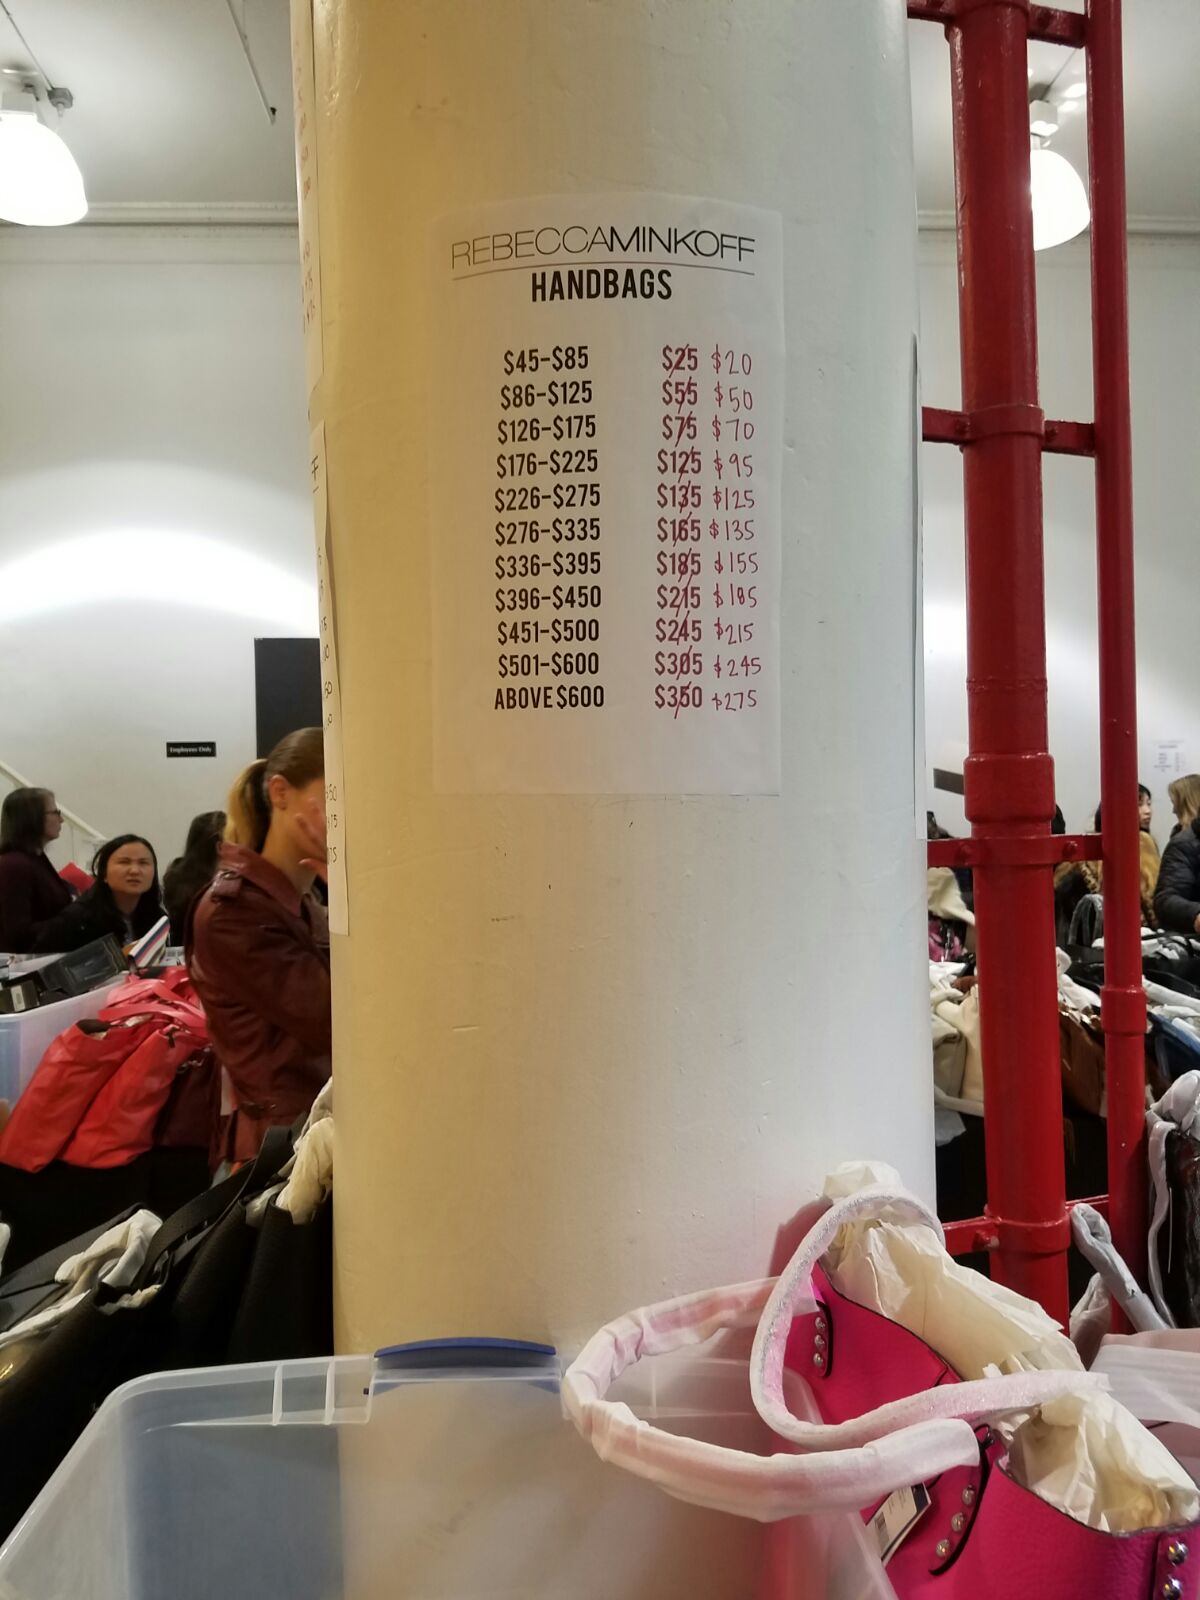 REBECCAMINKOFF
HANDBAGS
$45-$85 $25 $20
$86-$125 $55 $50
$126-$175 $75 $70
$176-$225 $125 $95
$226-$275 $135 $125
$276-$335 $165 $135
$336-$395 $185 $155
$396-$450 $215 $185
$451-$500 $245 $215
$501-$600 $305 $245
ABOVE $600 $350 $275
Employees Only